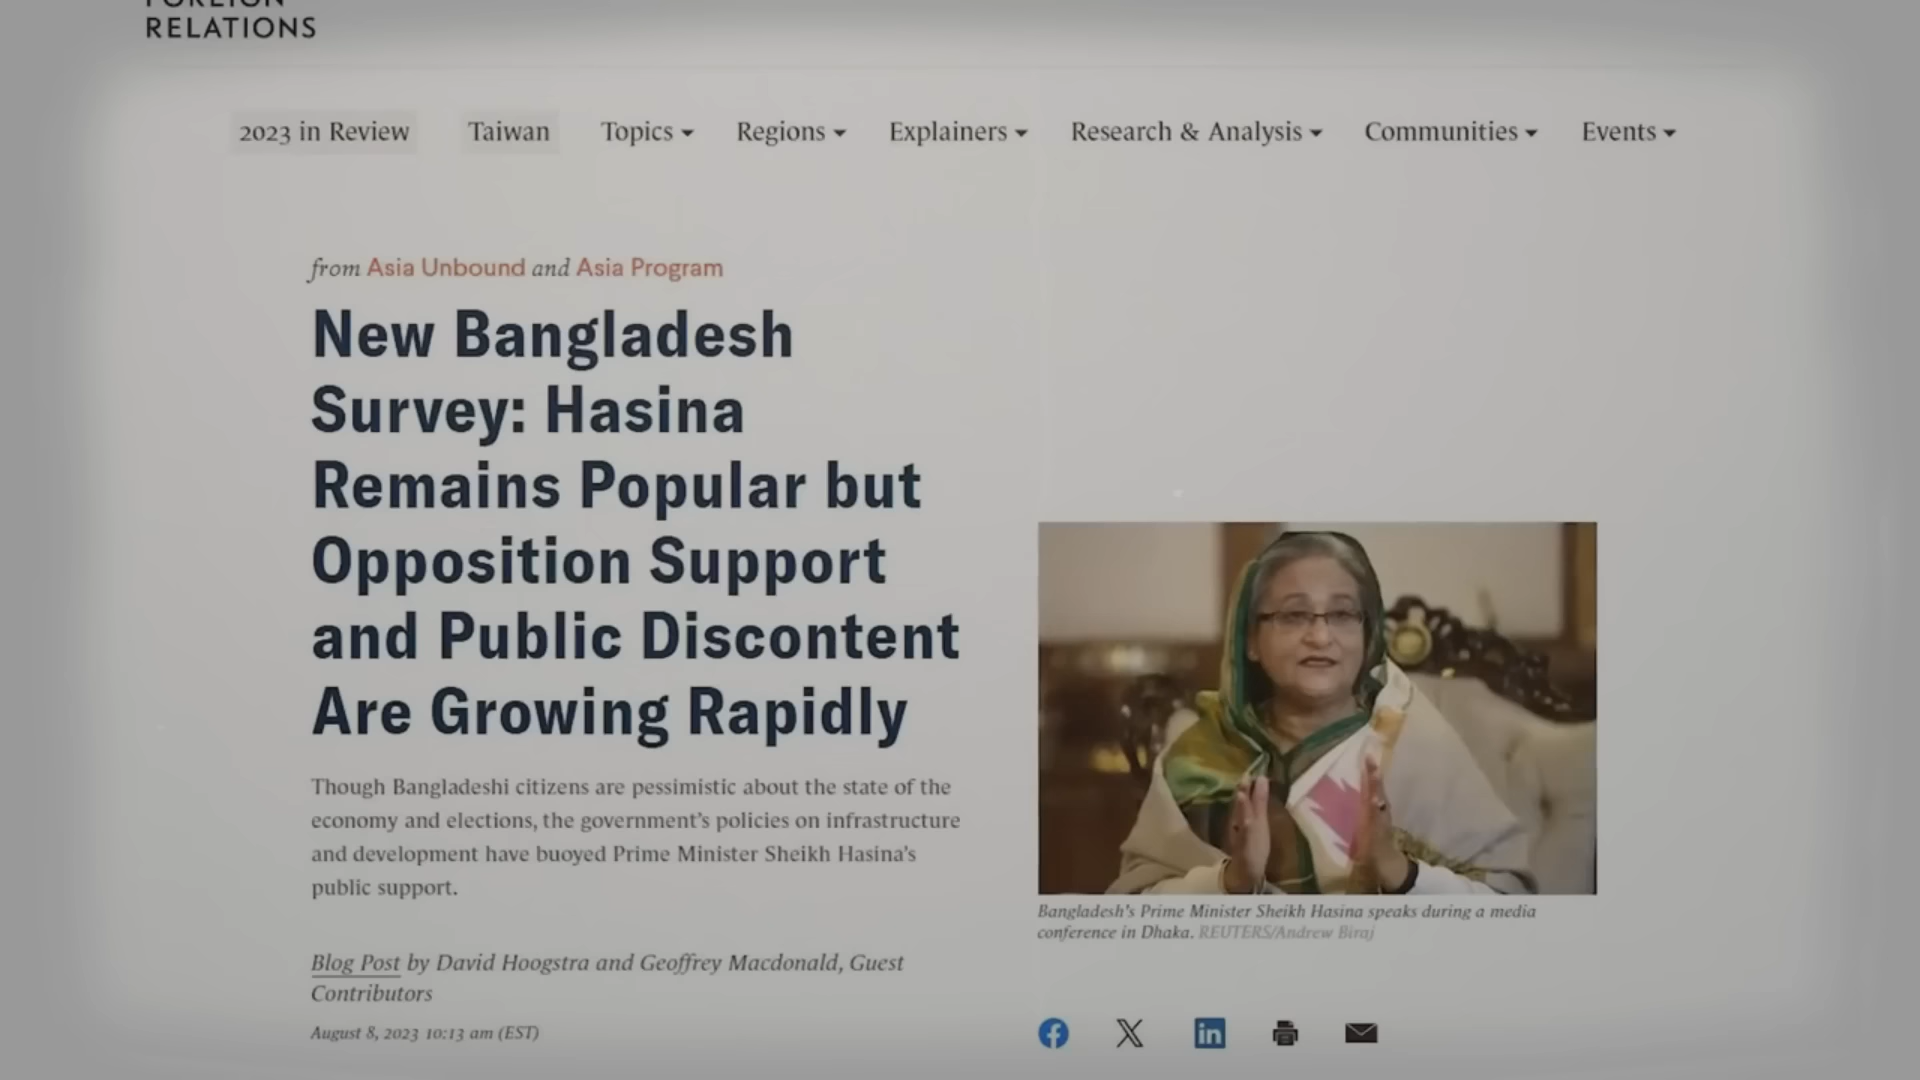 FOREIGN
RELATIONS
2023 in Review Taiwan Topics Regions Explainers Research & Analysis Communities Events
from Asia Unbound and Asia Program
New Bangladesh
Survey: Hasina
Remains Popular but
Opposition Support
and Public Discontent
Are Growing Rapidly
Though Bangladeshi citizens are pessimistic about the state of the
economy and elections, the government's policies on infrastructure
and development have buoyed Prime Minister Sheikh Hasina's
public support.
Blog Post by David Hoogstra and Geoffrey Macdonald, Guest
Contributors
August 8, 2023 10:13 am (EST)
Bangladesh's Prime Minister Sheikh Hasina speaks during a media
conference in Dhaka. REUTERS/Andrew Biraj